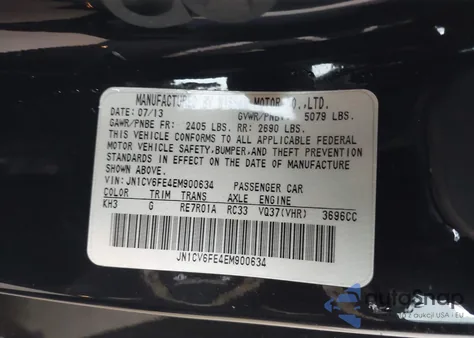 MANUFACTURED MOTOR CO.,LTD.
DATE: 07/13 GVWR/PNBV: 5079 LBS.
GAWR/PNBE FR: 2405 LBS. RR: 2690 LBS.
THIS VEHICLE CONFORMS TO ALL APPLICABLE FEDERAL
MOTOR VEHICLE SAFETY,BUMPER,AND THEFT PREVENTION
STANDARDS IN EFFECT ON THE DATE OF MANUFACTURE
SHOWN ABOVE.
VIN:JN1CV6FE4EM900634 PASSENGER CAR
COLOR TRIM TRANS AXLE ENGINE
KH3 G RE7R01A RC33 VQ37(VHR) 3696CC
JN1CV6FE4EM900634
AutoSnap
z aukcji USA i EU